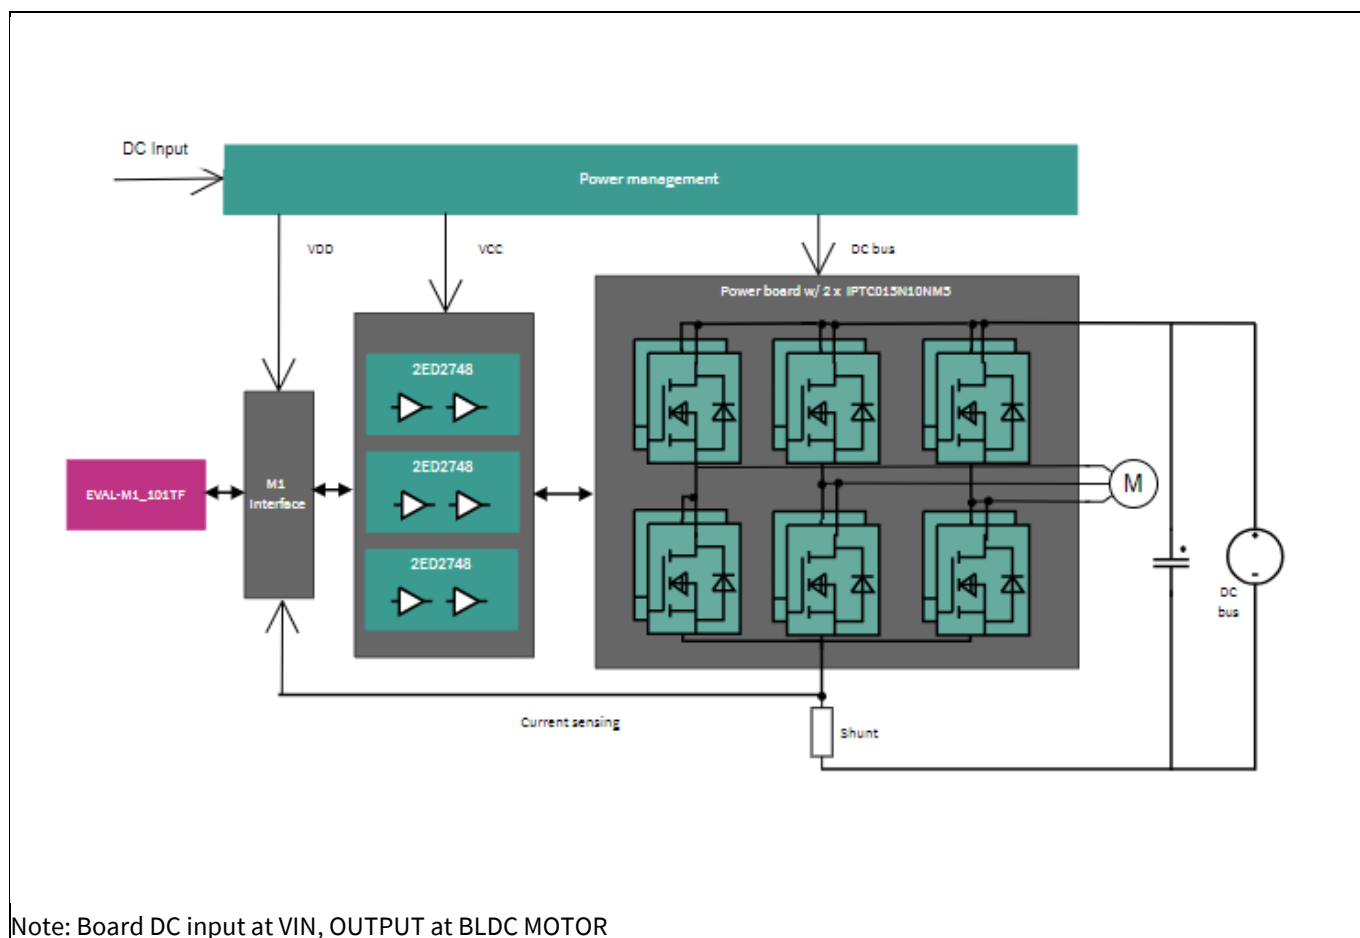 DC Input
Power management
VDD
VCC
DC bus
Power board w/ 2 x IPTC015N10NM5
2ED2748
2ED2748
2ED2748
EVAL-M1_101TF
M1
Interface
M
+
-
DC
bus
Current sensing
Shunt
Note: Board DC input at VIN, OUTPUT at BLDC MOTOR